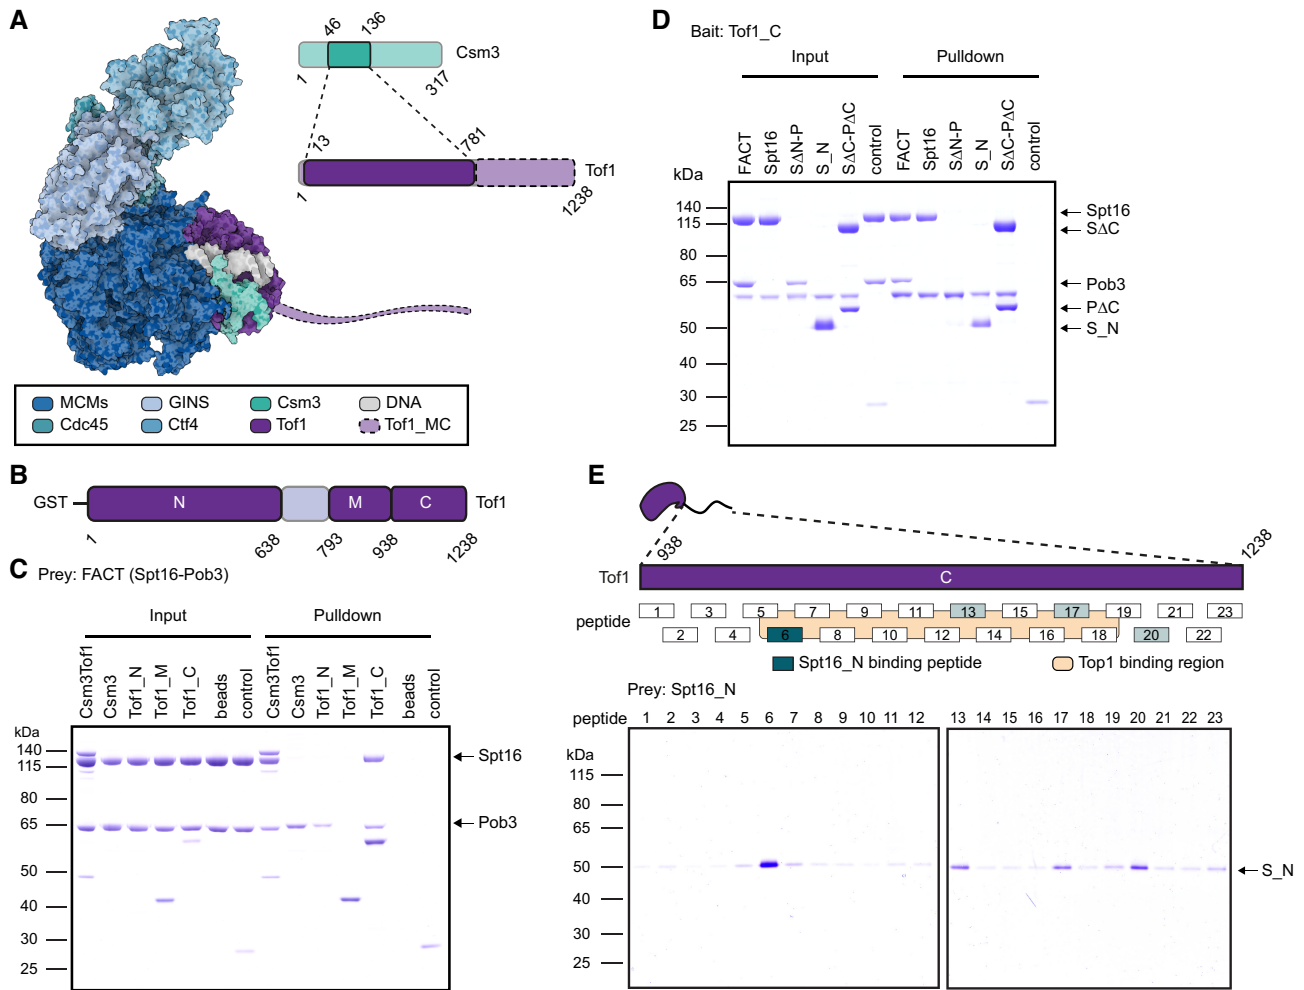 A
46 136
Csm3
1 317
13 781
Tof1
1 1238
MCMs GINS Csm3 DNA
Cdc45 Ctf4 Tof1 Tof1_MC
B
GST N M C Tof1
1 638 793 938 1238
C
Prey: FACT (Spt16-Pob3)
Input Pulldown
Csm3Tof1 Csm3 Tof1_N Tof1_M Tof1_C beads control Csm3Tof1 Csm3 Tof1_N Tof1_M Tof1_C beads control
kDa
140
115
80
65
50
40
30
25
Spt16
Pob3
D
Bait: Tof1_C
Input Pulldown
FACT Spt16 SΔN-P S_N SΔC-PΔC control FACT Spt16 SΔN-P S_N SΔC-PΔC control
kDa
140
115
80
65
50
40
30
25
Spt16
SΔC
Pob3
PΔC
S_N
E
938 1238
Tof1 C
1 3 5 7 9 11 13 15 17 19 21 23
peptide
2 4 6 8 10 12 14 16 18 20 22
Spt16_N binding peptide Top1 binding region
Prey: Spt16_N
peptide 1 2 3 4 5 6 7 8 9 10 11 12 13 14 15 16 17 18 19 20 21 22 23
kDa
115
80
65
50
40
30
25
S_N